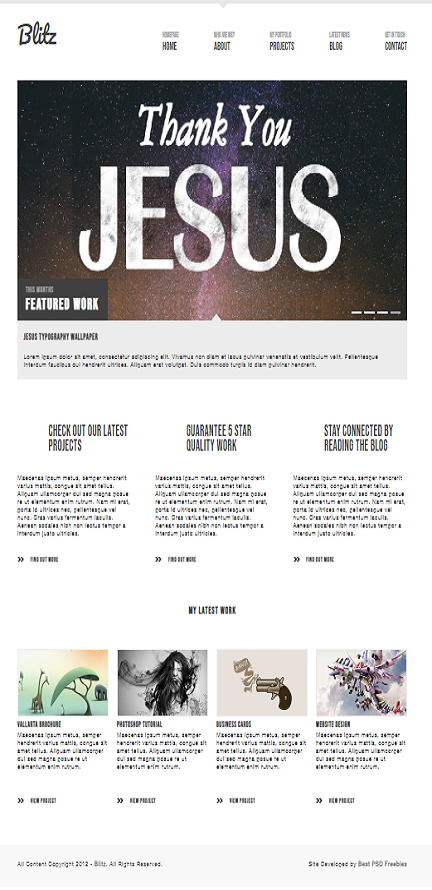 Blitz
HOMEPAGE
HOME
WHO ARE WE?
ABOUT
MY PORTFOLIO
PROJECTS
LATEST NEWS
BLOG
GET IN TOUCH
CONTACT
Thank You
JESUS
THIS MONTHS
FEATURED WORK
JESUS TYPOGRAPHY WALLPAPER
Lorem ipsum dolor sit amet, consectetur adipiscing elit. Vivamus non diam et lacus pulvinar venenatis et vestibulum velit. Pellentesque
interdum faucibus dui hendrerit ultricies. Aliquam erat volutpat. Duis commodo turpis id diam pulvinar hendrerit.
CHECK OUT OUR LATEST
PROJECTS
Maecenas ipsum metus, semper hendrerit
varius mattis, congue sit amet tellus.
Aliquam ullamcorper dui sed magna posue
re ut elementum enim rutrum. Nam mi erat,
porta id ultricies nec, pellentesque vel
nunc. Cras varius fermentum iaculis.
Aenean sodales nibh non lectus tempor a
interdum justo ultricies.
FIND OUT MORE
GUARANTEE 5 STAR
QUALITY WORK
Maecenas ipsum metus, semper hendrerit
varius mattis, congue sit amet tellus.
Aliquam ullamcorper dui sed magna posue
re ut elementum enim rutrum. Nam mi erat,
porta id ultricies nec, pellentesque vel
nunc. Cras varius fermentum iaculis.
Aenean sodales nibh non lectus tempor a
interdum justo ultricies.
FIND OUT MORE
STAY CONNECTED BY
READING THE BLOG
Maecenas ipsum metus, semper hendrerit
varius mattis, congue sit amet tellus.
Aliquam ullamcorper dui sed magna posue
re ut elementum enim rutrum. Nam mi erat,
porta id ultricies nec, pellentesque vel
nunc. Cras varius fermentum iaculis.
Aenean sodales nibh non lectus tempor a
interdum justo ultricies.
FIND OUT MORE
MY LATEST WORK
VALLARTA BROCHURE
Maecenas ipsum metus, semper
hendrerit varius mattis, congue sit
amet tellus. Aliquam ullamcorper
dui sed magna posue re ut
elementum enim rutrum.
VIEW PROJECT
PHOTOSHOP TUTORIAL
Maecenas ipsum metus, semper
hendrerit varius mattis, congue sit
amet tellus. Aliquam ullamcorper
dui sed magna posue re ut
elementum enim rutrum.
VIEW PROJECT
BUSINESS CARDS
Maecenas ipsum metus, semper
hendrerit varius mattis, congue sit
amet tellus. Aliquam ullamcorper
dui sed magna posue re ut
elementum enim rutrum.
VIEW PROJECT
WEBSITE DESIGN
Maecenas ipsum metus, semper
hendrerit varius mattis, congue sit
amet tellus. Aliquam ullamcorper
dui sed magna posue re ut
elementum enim rutrum.
VIEW PROJECT
All Content Copyright 2012 - Blitz. All Rights Reserved.
Site Developed by Best PSD Freebies